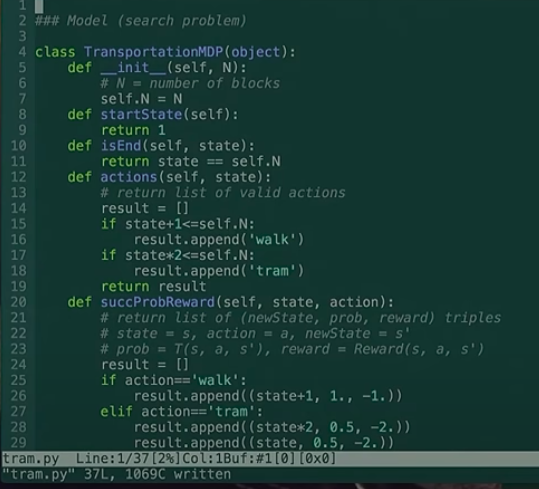 1
2 ### Model (search problem)
3
4 class TransportationMDP(object):
5     def __init__(self, N):
6         # N = number of blocks
7         self.N = N
8     def startState(self):
9         return 1
10     def isEnd(self, state):
11         return state == self.N
12     def actions(self, state):
13         # return list of valid actions
14         result = []
15         if state+1<=self.N:
16             result.append('walk')
17         if state*2<=self.N:
18             result.append('tram')
19         return result
20     def succProbReward(self, state, action):
21         # return list of (newState, prob, reward) triples
22         # state = s, action = a, newState = s'
23         # prob = T(s, a, s'), reward = Reward(s, a, s')
24         result = []
25         if action=='walk':
26             result.append((state+1, 1., -1.))
27         elif action=='tram':
28             result.append((state*2, 0.5, -2.))
29             result.append((state, 0.5, -2.))
tram.py  Line:1/37[2%]Col:1Buf:#1[0][0x0]
"tram.py" 37L, 1069C written